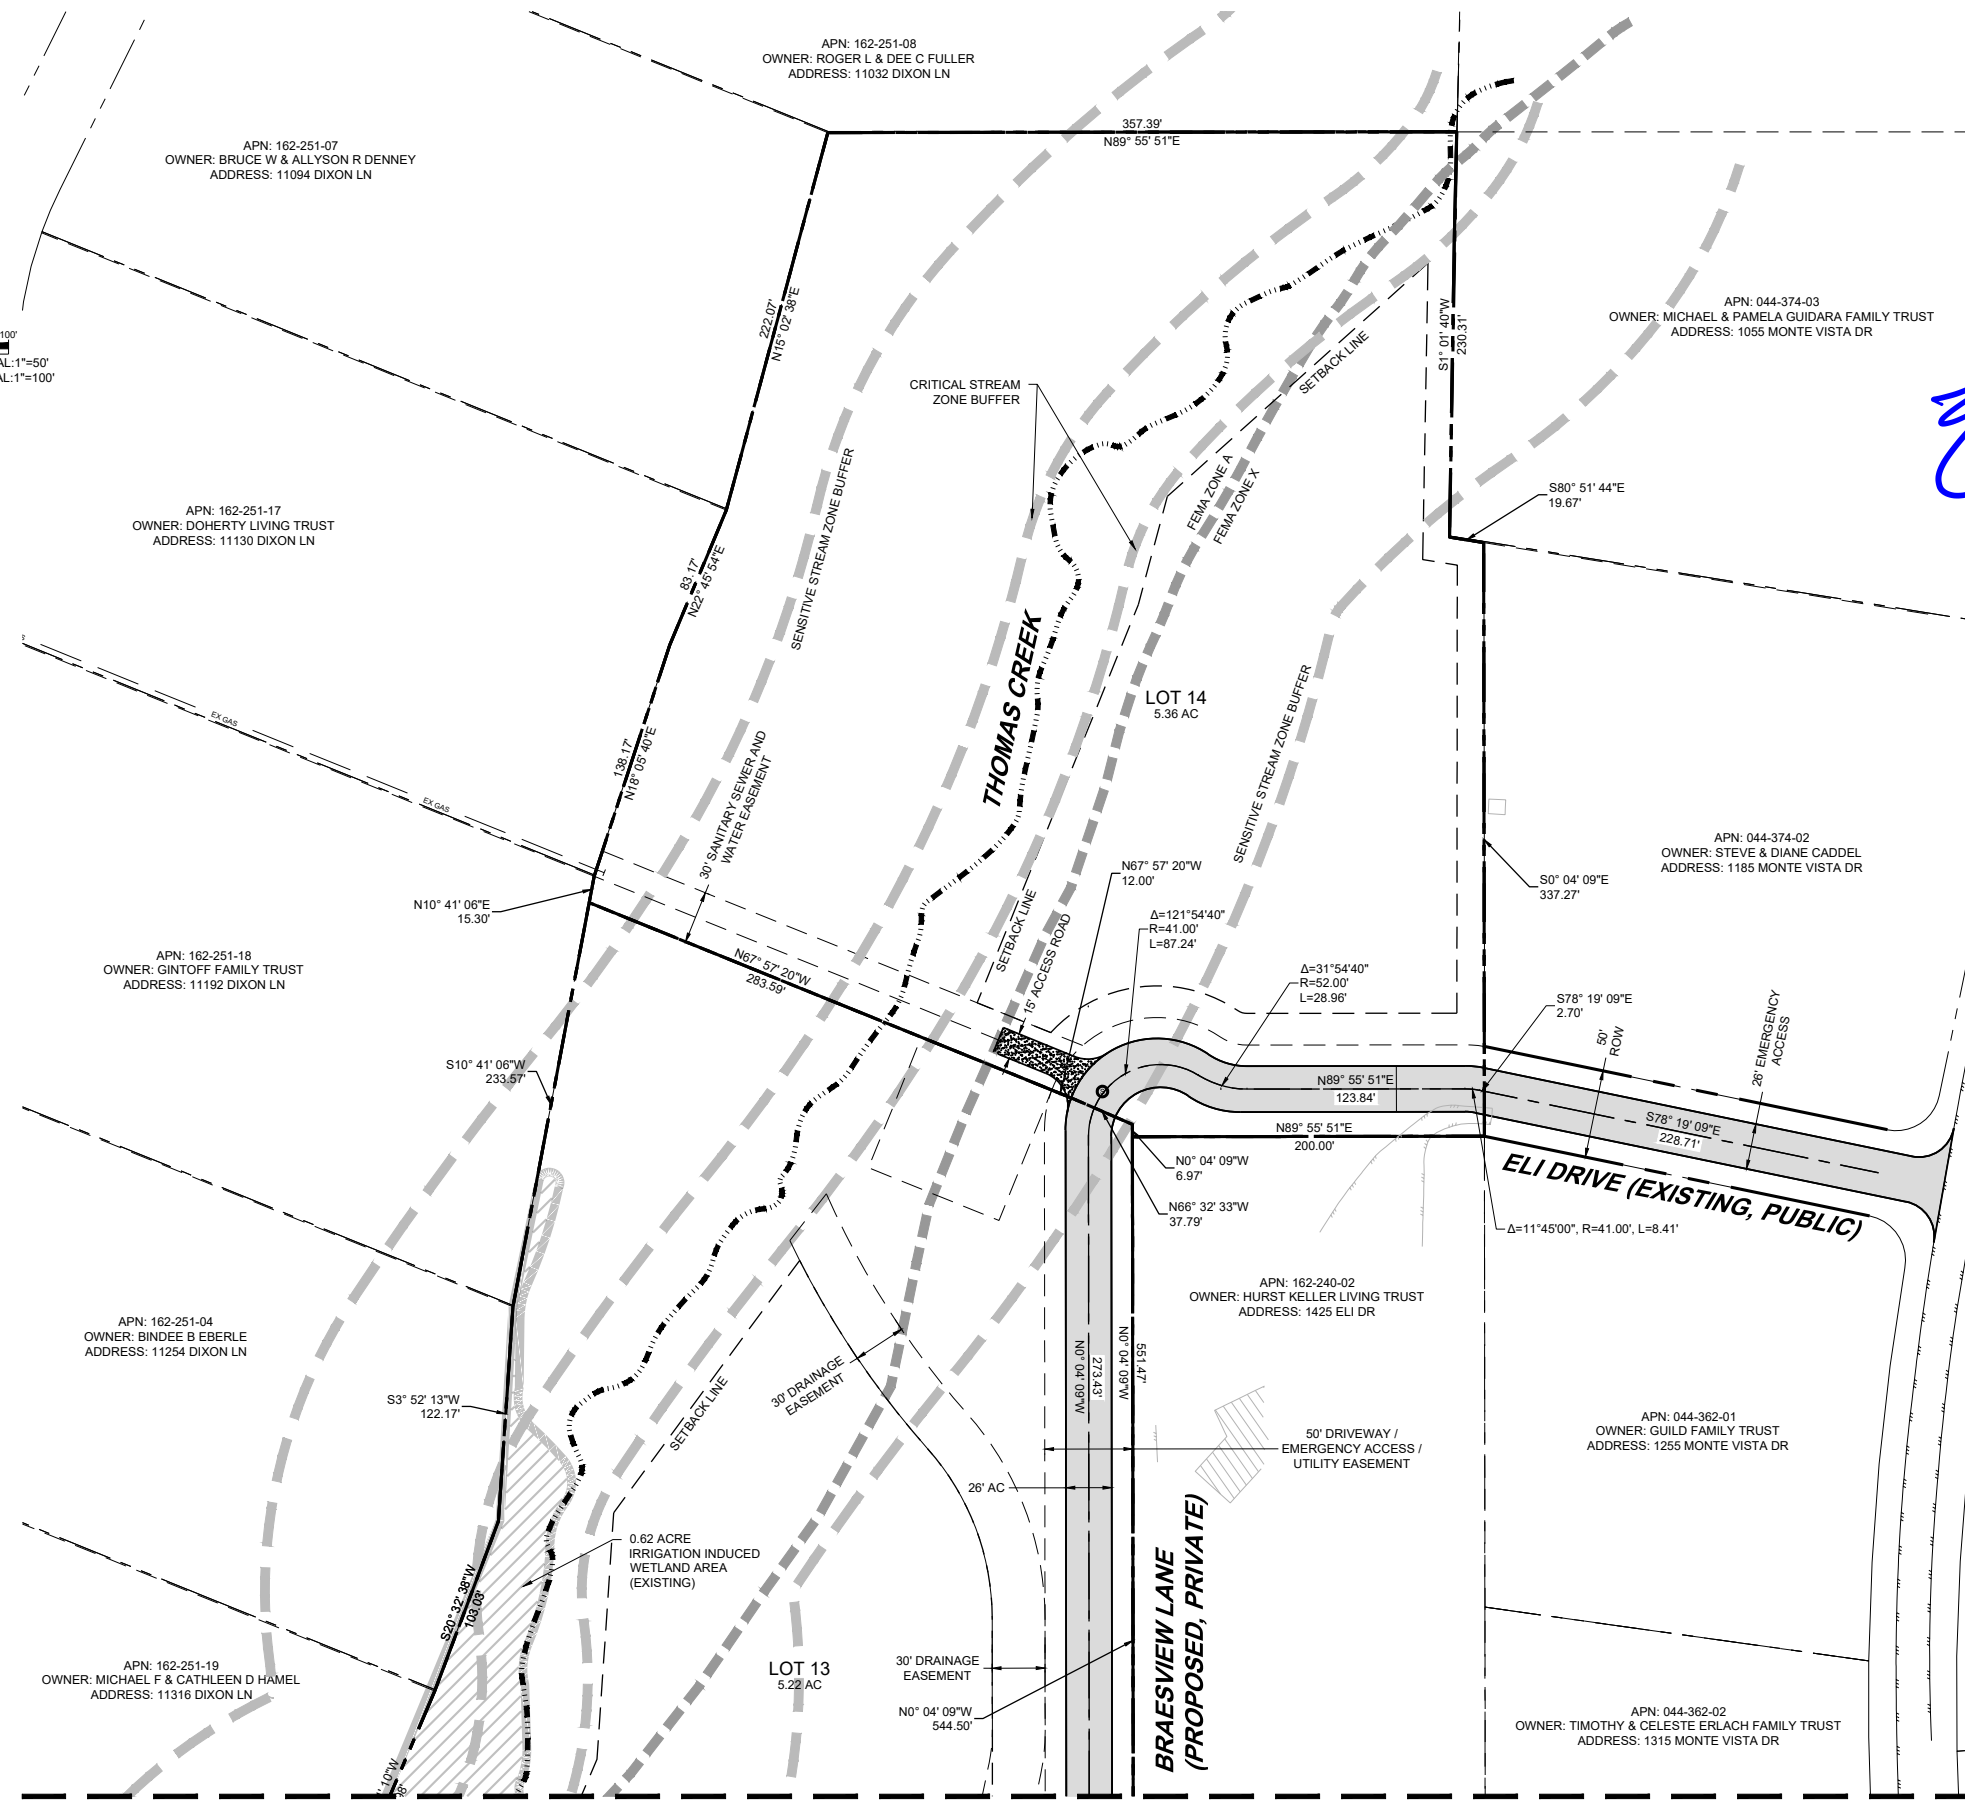 APN: 162-251-08
OWNER: ROGER L & DEE C FULLER
ADDRESS: 11032 DIXON LN
357.39'
N89° 55' 51"E
APN: 162-251-07
OWNER: BRUCE W & ALLYSON R DENNEY
ADDRESS: 11094 DIXON LN
222.07'
N15° 02' 38"E
S1° 01' 40"W
230.31'
APN: 044-374-03
OWNER: MICHAEL & PAMELA GUIDARA FAMILY TRUST
ADDRESS: 1055 MONTE VISTA DR
100'
AL:1"=50'
AL:1"=100'
SETBACK LINE
CRITICAL STREAM
ZONE BUFFER
SENSITIVE STREAM ZONE BUFFER
FEMA ZONE A
FEMA ZONE X
S80° 51' 44"E
19.67'
APN: 162-251-17
OWNER: DOHERTY LIVING TRUST
ADDRESS: 11130 DIXON LN
83.17'
N22° 45' 54"E
THOMAS CREEK
LOT 14
5.36 AC
SENSITIVE STREAM ZONE BUFFER
EX GAS
EX GAS
138.17'
N18° 05' 40"E
30' SANITARY SEWER AND
WATER EASEMENT
APN: 044-374-02
OWNER: STEVE & DIANE CADDEL
ADDRESS: 1185 MONTE VISTA DR
N67° 57' 20"W
12.00'
S0° 04' 09"E
337.27'
N10° 41' 06"E
15.30'
Δ=121°54'40"
R=41.00'
L=87.24'
SETBACK LINE
15' ACCESS ROAD
N67° 57' 20"W
283.59'
APN: 162-251-18
OWNER: GINTOFF FAMILY TRUST
ADDRESS: 11192 DIXON LN
Δ=31°54'40"
R=52.00'
L=28.96'
S78° 19' 09"E
2.70'
50'
ROW
26' EMERGENCY
ACCESS
S10° 41' 06"W
233.57'
N89° 55' 51"E
123.84'
S78° 19' 09"E
228.71'
N89° 55' 51"E
200.00'
N0° 04' 09"W
6.97'
ELI DRIVE (EXISTING, PUBLIC)
N66° 32' 33"W
37.79'
Δ=11°45'00", R=41.00', L=8.41'
APN: 162-240-02
OWNER: HURST KELLER LIVING TRUST
ADDRESS: 1425 ELI DR
APN: 162-251-04
OWNER: BINDEE B EBERLE
ADDRESS: 11254 DIXON LN
30' DRAINAGE
EASEMENT
N0° 04' 09"W
273.43'
N0° 04' 09"W
551.47'
S3° 52' 13"W
122.17'
SETBACK LINE
APN: 044-362-01
OWNER: GUILD FAMILY TRUST
ADDRESS: 1255 MONTE VISTA DR
50' DRIVEWAY /
EMERGENCY ACCESS /
UTILITY EASEMENT
26' AC
0.62 ACRE
IRRIGATION INDUCED
WETLAND AREA
(EXISTING)
S20° 32' 38"W
103.03'
BRAESVIEW LANE
(PROPOSED, PRIVATE)
APN: 162-251-19
OWNER: MICHAEL F & CATHLEEN D HAMEL
ADDRESS: 11316 DIXON LN
LOT 13
5.22 AC
30' DRAINAGE
EASEMENT
N0° 04' 09"W
544.50'
APN: 044-362-02
OWNER: TIMOTHY & CELESTE ERLACH FAMILY TRUST
ADDRESS: 1315 MONTE VISTA DR
10"W